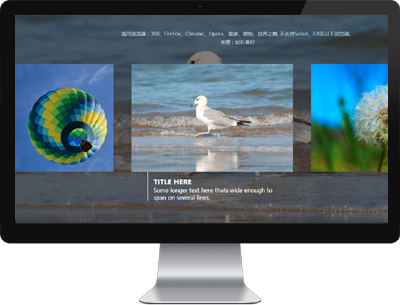 适用浏览器：360、FireFox、Chrome、Opera、傲游、搜狗、世界之窗. 不支持Safari、IE8及以下浏览器。
来源：站长素材
TITLE HERE
Some longer text here thats wide enough to
span on several lines.